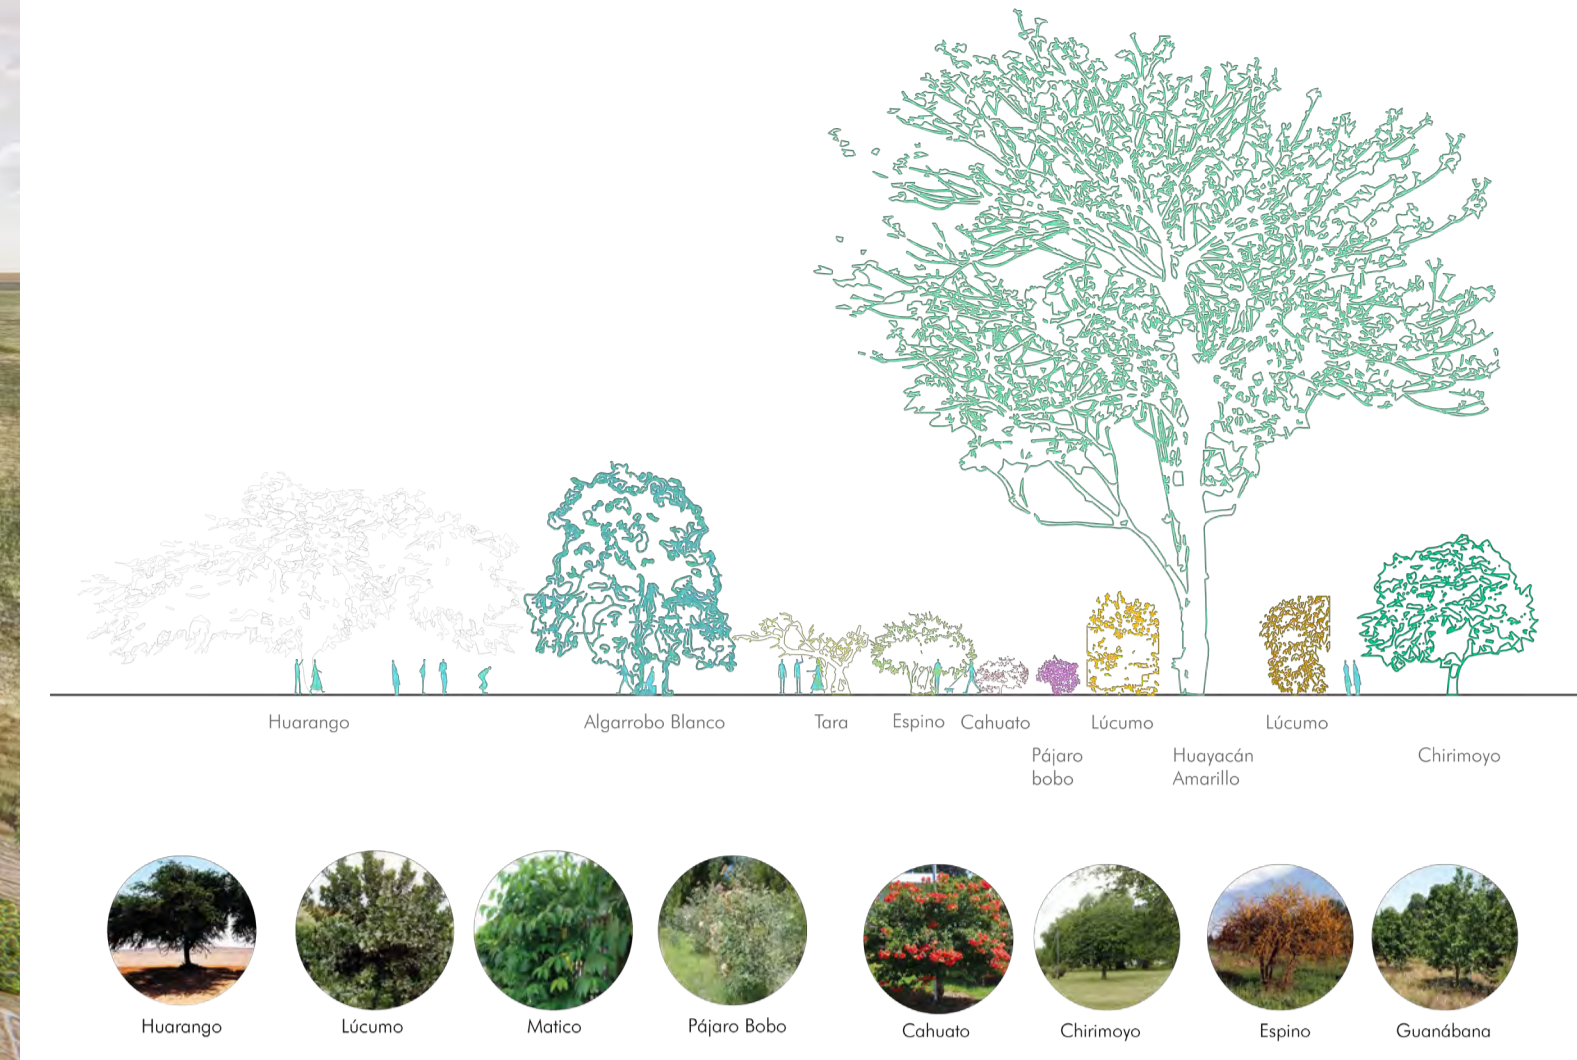 Huarango
Algarrobo Blanco
Tara
Espino
Cahuato
Pájaro
bobo
Lúcumo
Huayacán
Amarillo
Lúcumo
Chirimoyo
Huarango
Lúcumo
Matico
Pájaro Bobo
Cahuato
Chirimoyo
Espino
Guanábana